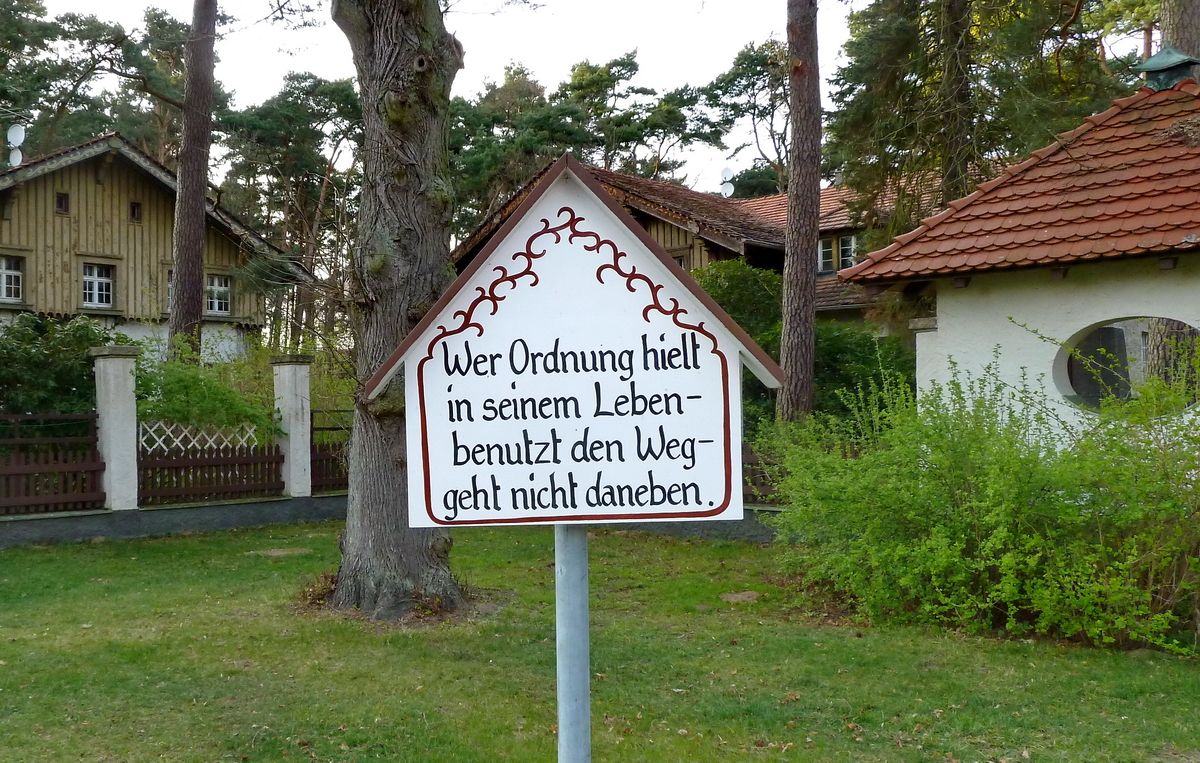 Wer Ordnung hielt
in seinem Leben-
benutzt den Weg-
geht nicht daneben.